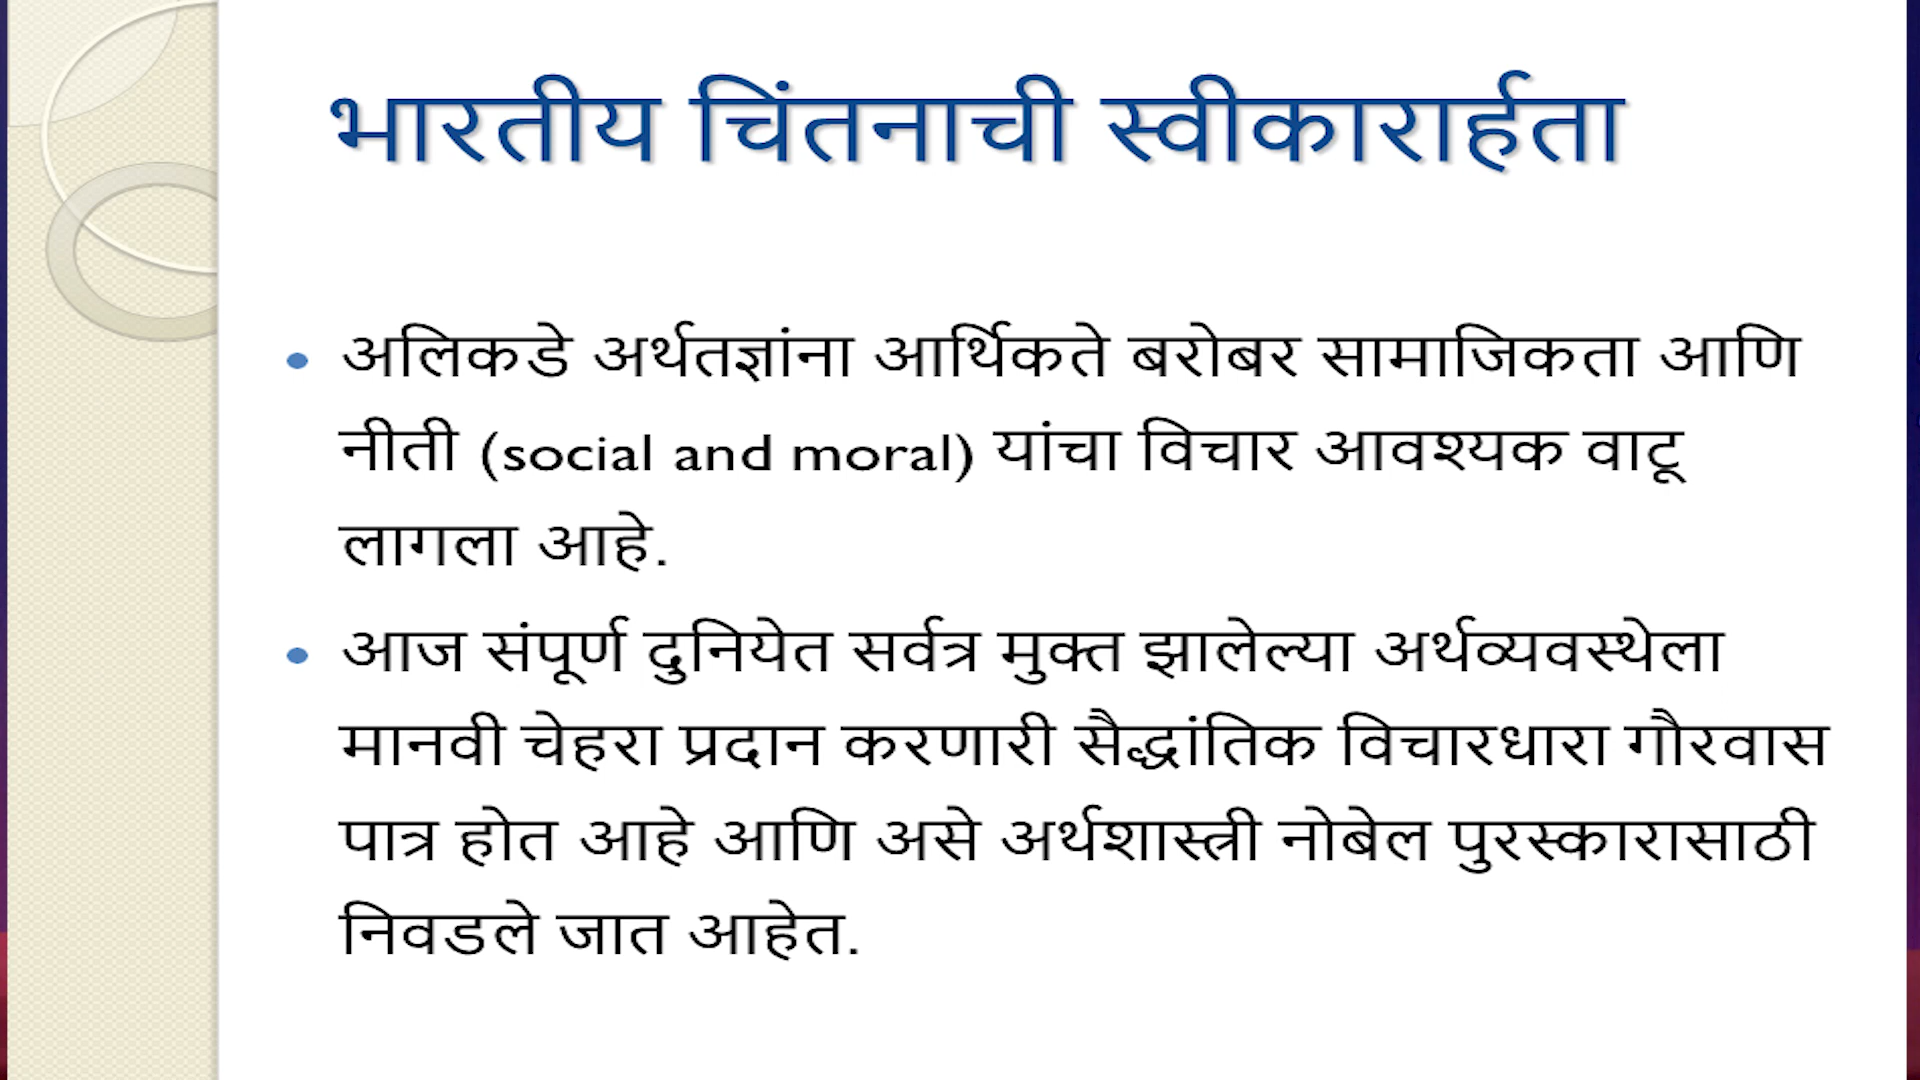 भारतीय चिंतनाची स्वीकारार्हता
• अलिकडे अर्थतज्ञांना आर्थिकते बरोबर सामाजिकता आणि
नीती (social and moral) यांचा विचार आवश्यक वाटू
लागला आहे.
• आज संपूर्ण दुनियेत सर्वत्र मुक्त झालेल्या अर्थव्यवस्थेला
मानवी चेहरा प्रदान करणारी सैद्धांतिक विचारधारा गौरवास
पात्र होत आहे आणि असे अर्थशास्त्री नोबेल पुरस्कारासाठी
निवडले जात आहेत.